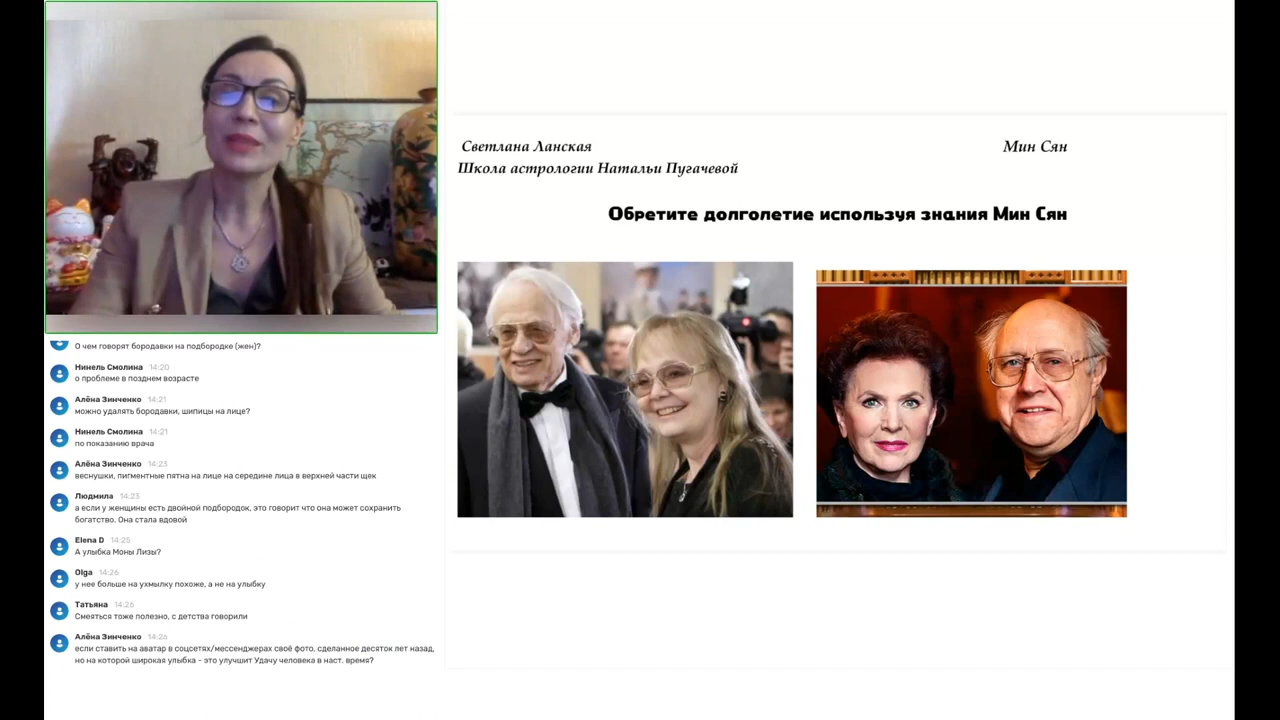 Светлана Ланская
Мин Сян
Школа астрологии Натальи Пугачевой
Обретите долголетие используя знания Мин Сян
О чем говорят бородавки на подбородке (жен)?
Нинель Смолина 14:20
о проблеме в позднем возрасте
Алёна Зинченко 14:21
можно удалять бородавки, шипицы на лице?
Нинель Смолина 14:21
по показанию врача
Алёна Зинченко 14:23
веснушки, пигментные пятна на лице на середине лица в верхней части щек
Людмила 14:23
а если у женщины есть двойной подбородок, это говорит что она может сохранить
богатство. Она стала вдовой
Elena D 14:25
А улыбка Моны Лизы?
Olga 14:26
у нее больше на ухмылку похоже, а не на улыбку
Татьяна 14:26
Смеяться тоже полезно, с детства говорили
Алёна Зинченко 14:26
если ставить на аватар в соцсетях/мессенджерах своё фото, сделанное десяток лет назад,
но на которой широкая улыбка - это улучшит Удачу человека в наст. время?